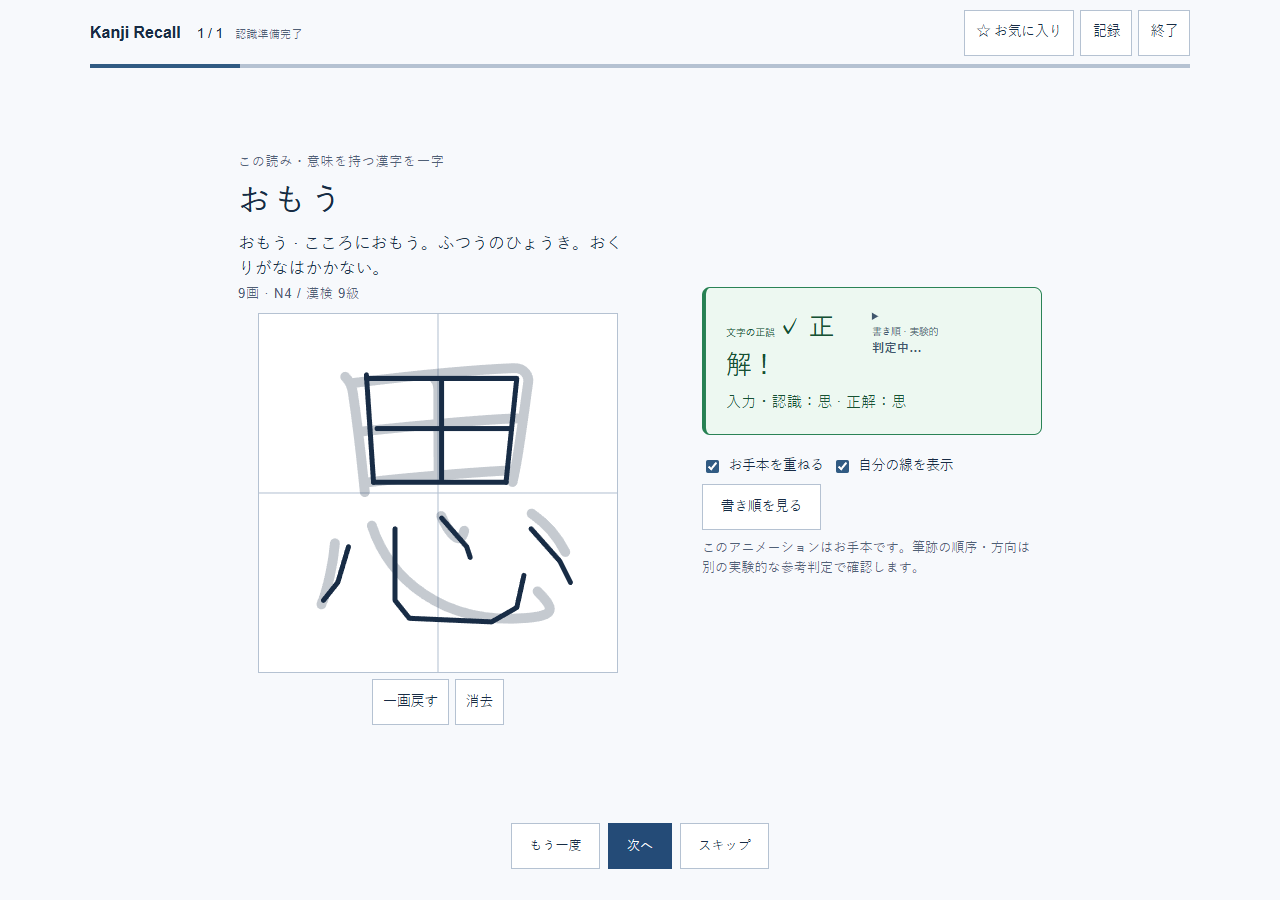 Kanji Recall 1 / 1 認識準備完了
☆ お気に入り 記録 終了
この読み・意味を持つ漢字を一字
おもう
おもう · こころにおもう。ふつうのひょうき。おく
りがなはかかない。
9画 · N4 / 漢検 9級
思
一画戻す 消去
文字の正誤 ✓ 正
解！
▶
書き順 · 実験的
判定中…
入力・認識：思 · 正解：思
お手本を重ねる 自分の線を表示
書き順を見る
このアニメーションはお手本です。筆跡の順序・方向は
別の実験的な参考判定で確認します。
もう一度 次へ スキップ